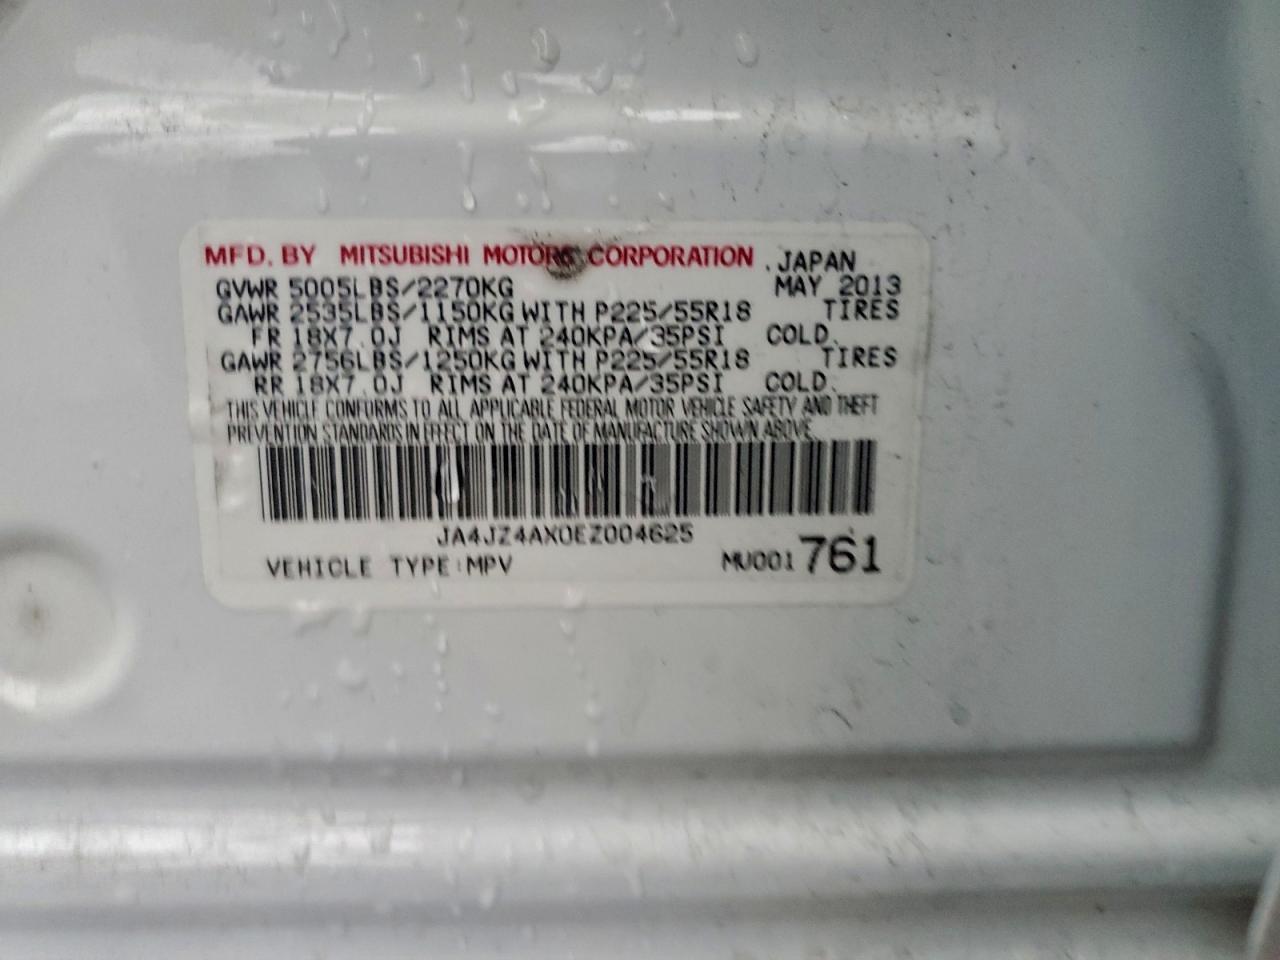 MFD. BY MITSUBISHI MOTORS CORPORATION . JAPAN
GVWR 5005LBS/2270KG MAY 2013
GAWR 2535LBS/1150KG WITH P225/55R18 TIRES
FR 18X7.0J RIMS AT 240KPA/35PSI COLD.
GAWR 2756LBS/1250KG WITH P225/55R18 TIRES
RR 18X7.0J RIMS AT 240KPA/35PSI COLD.
THIS VEHICLE CONFORMS TO ALL APPLICABLE FEDERAL MOTOR VEHICLE SAFETY AND THEFT
PREVENTION STANDARDS IN EFFECT ON THE DATE OF MANUFACTURE SHOWN ABOVE.
JA4JZ4AX0EZ004625
VEHICLE TYPE:MPV MU001761